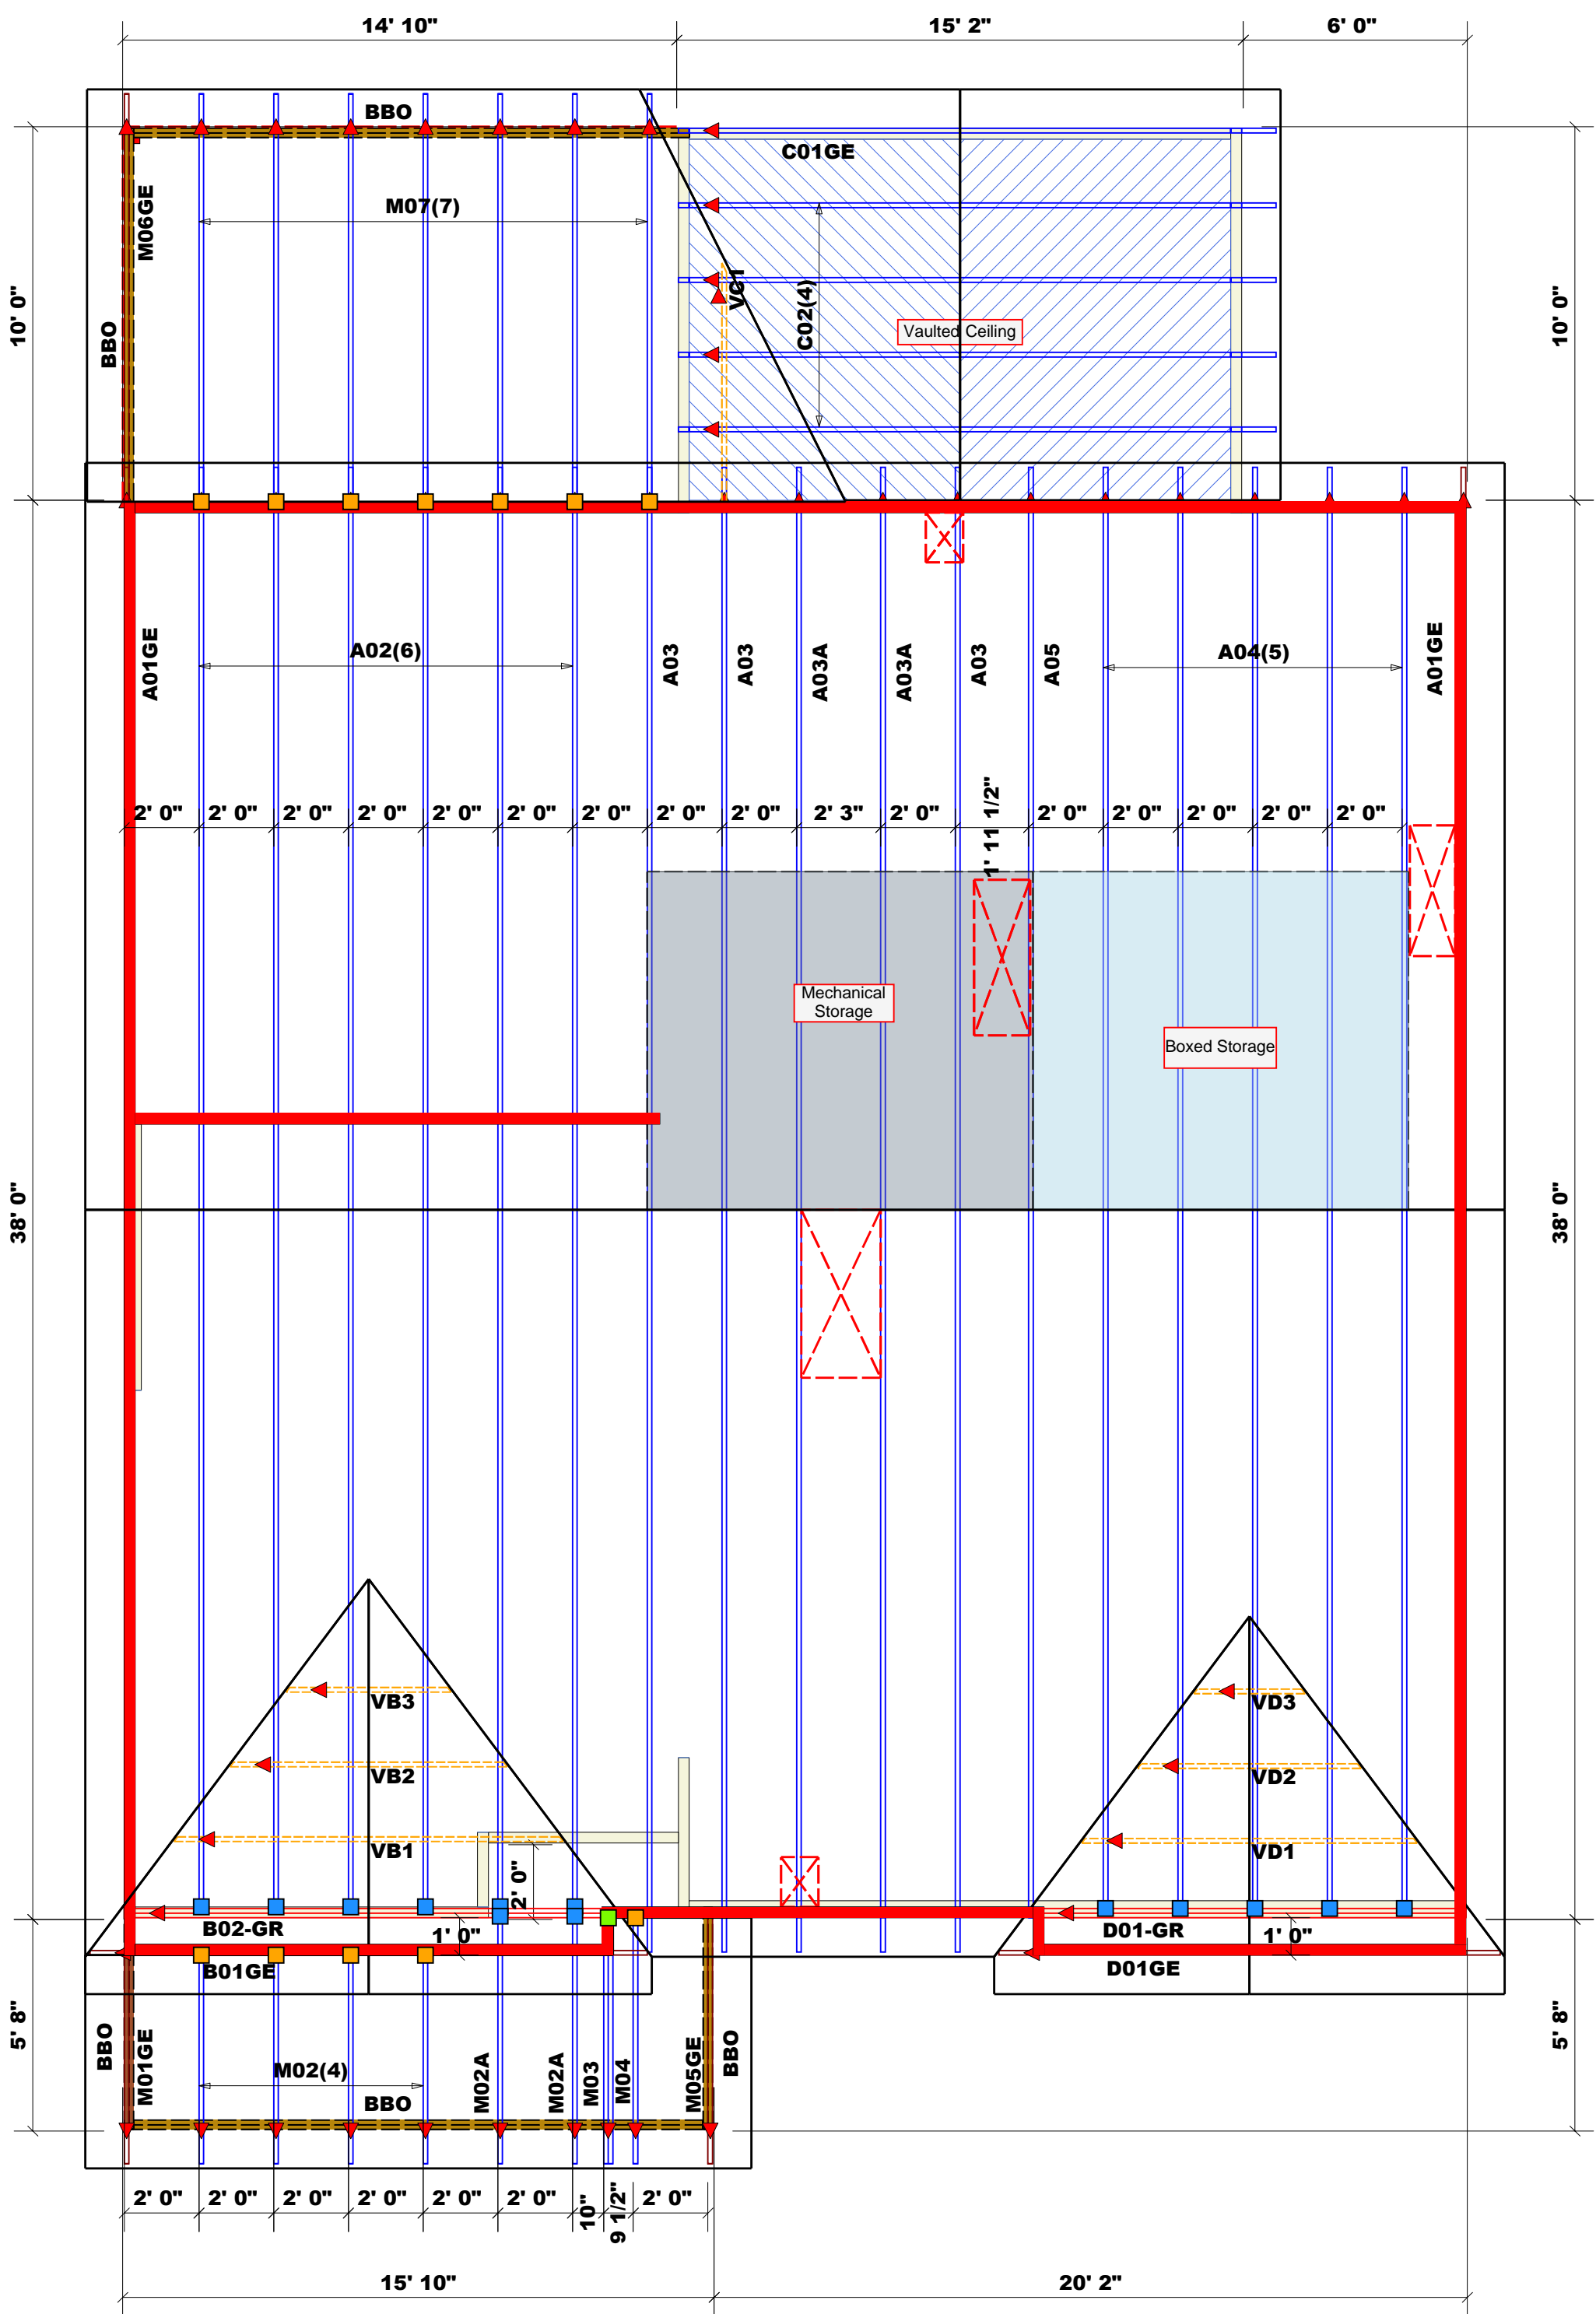 14' 10"
15' 2"
6' 0"
BBO
C01GE
M06GE
M07(7)
VC1
C02(4)
Vaulted Ceiling
10' 0"
10' 0"
BBO
A01GE
A02(6)
A03
A03
A03A
A03A
A03
A05
A04(5)
A01GE
2' 0"
2' 0"
2' 0"
2' 0"
2' 0"
2' 0"
2' 0"
2' 0"
2' 0"
2' 3"
2' 0"
1' 11 1/2"
2' 0"
2' 0"
2' 0"
2' 0"
2' 0"
Mechanical
Storage
Boxed Storage
38' 0"
38' 0"
VB3
VD3
VB2
VD2
VB1
VD1
2' 0"
B02-GR
1' 0"
D01-GR
1' 0"
B01GE
D01GE
5' 8"
5' 8"
BBO
M01GE
M02(4)
BBO
M02A
M02A
M03
M04
M05GE
BBO
2' 0"
2' 0"
2' 0"
2' 0"
2' 0"
2' 0"
10"
9 1/2"
2' 0"
15' 10"
20' 2"